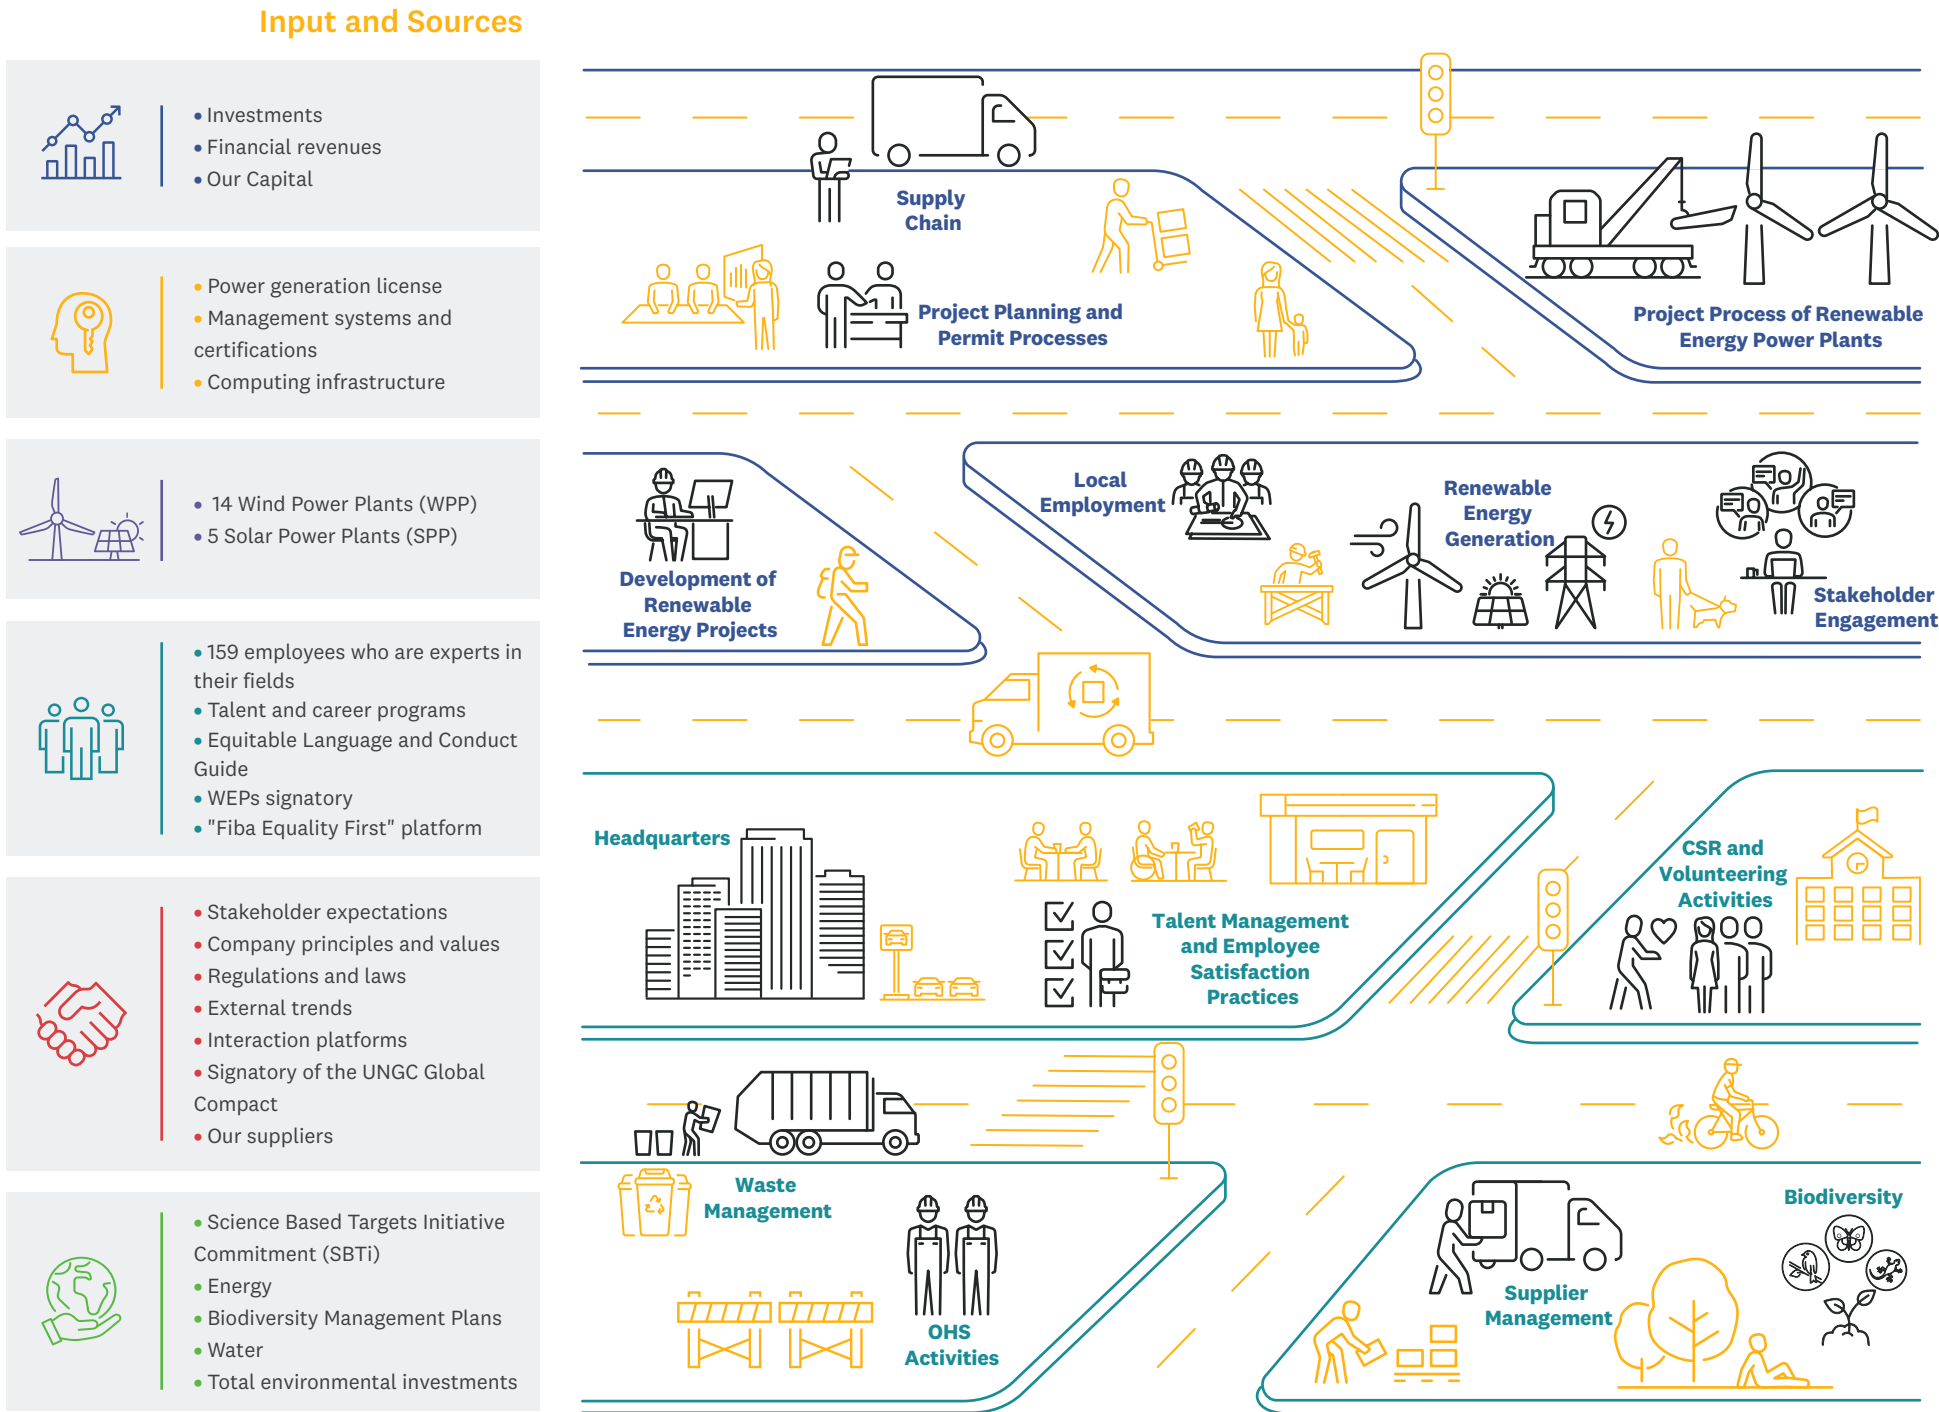 Input and Sources
• Investments
• Financial revenues
• Our Capital
• Power generation license
• Management systems and
certifications
• Computing infrastructure
• 14 Wind Power Plants (WPP)
• 5 Solar Power Plants (SPP)
• 159 employees who are experts in
their fields
• Talent and career programs
• Equitable Language and Conduct
Guide
• WEPs signatory
• "Fiba Equality First" platform
• Stakeholder expectations
• Company principles and values
• Regulations and laws
• External trends
• Interaction platforms
• Signatory of the UNGC Global
Compact
• Our suppliers
• Science Based Targets Initiative
Commitment (SBTi)
• Energy
• Biodiversity Management Plans
• Water
• Total environmental investments
Supply
Chain
Project Planning and
Permit Processes
Project Process of Renewable
Energy Power Plants
Development of
Renewable
Energy Projects
Local
Employment
Renewable
Energy
Generation
Stakeholder
Engagement
Headquarters
Talent Management
and Employee
Satisfaction
Practices
CSR and
Volunteering
Activities
Waste
Management
OHS
Activities
Supplier
Management
Biodiversity